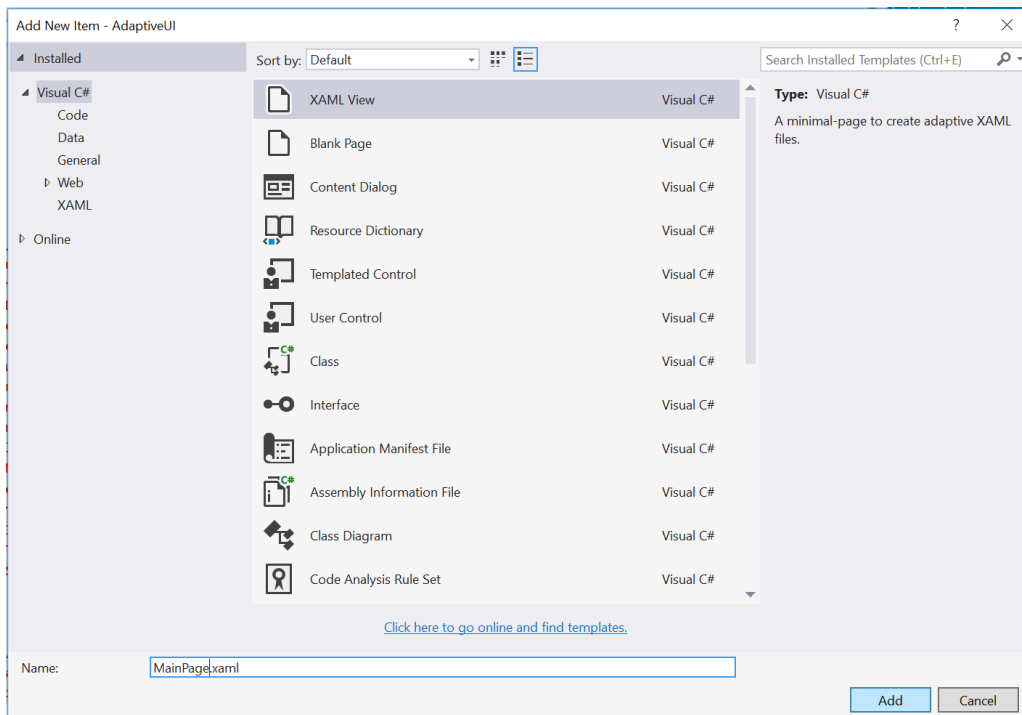 Add New Item - AdaptiveUI
?
Installed
Visual C#
Code
Data
General
Web
XAML
Online
Sort by: Default
Search Installed Templates (Ctrl+E)
XAML View Visual C#
Blank Page Visual C#
Content Dialog Visual C#
Resource Dictionary Visual C#
Templated Control Visual C#
User Control Visual C#
C#
Class Visual C#
Interface Visual C#
Application Manifest File Visual C#
C#
Assembly Information File Visual C#
Class Diagram Visual C#
Code Analysis Rule Set Visual C#
Type: Visual C#
A minimal-page to create adaptive XAML
files.
Click here to go online and find templates.
Name: MainPage.xaml
Add Cancel